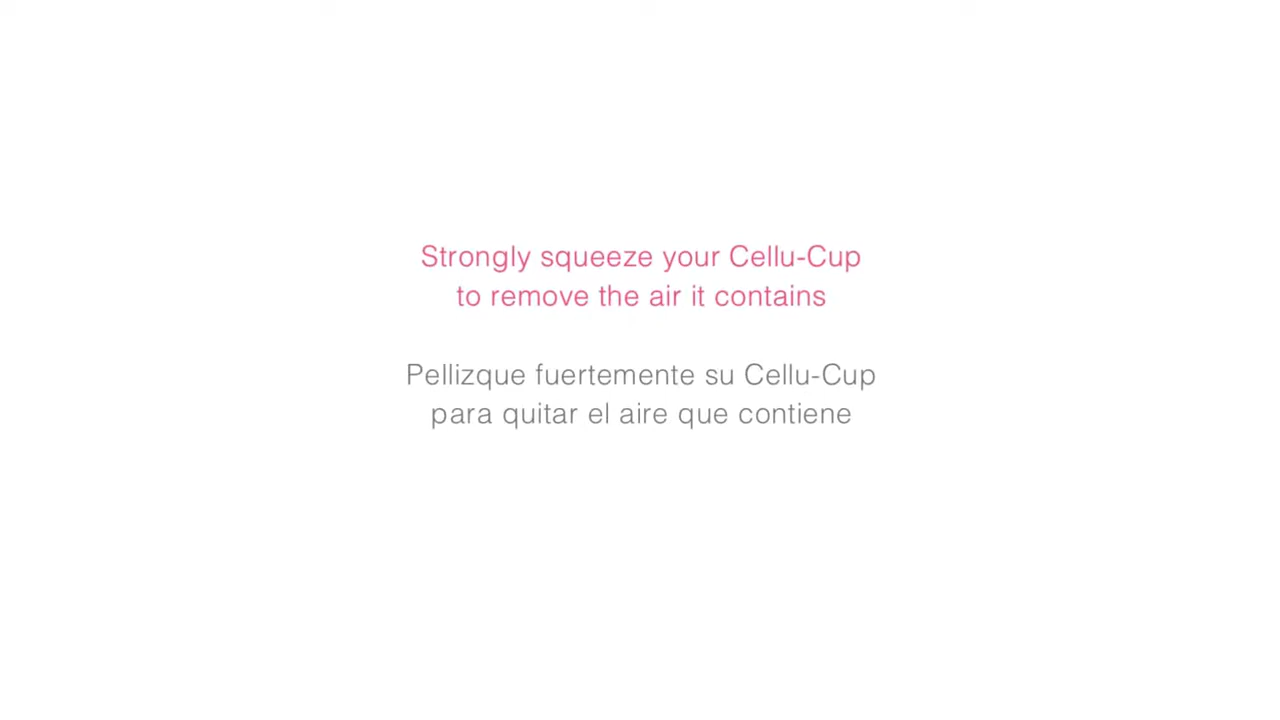 Strongly squeeze your Cellu-Cup
to remove the air it contains
Pellizque fuertemente su Cellu-Cup
para quitar el aire que contiene